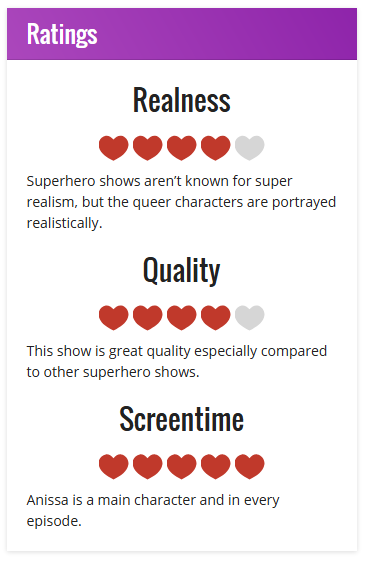 Ratings
Realness
Superhero shows aren’t known for super
realism, but the queer characters are portrayed
realistically.
Quality
This show is great quality especially compared
to other superhero shows.
Screentime
Anissa is a main character and in every
episode.